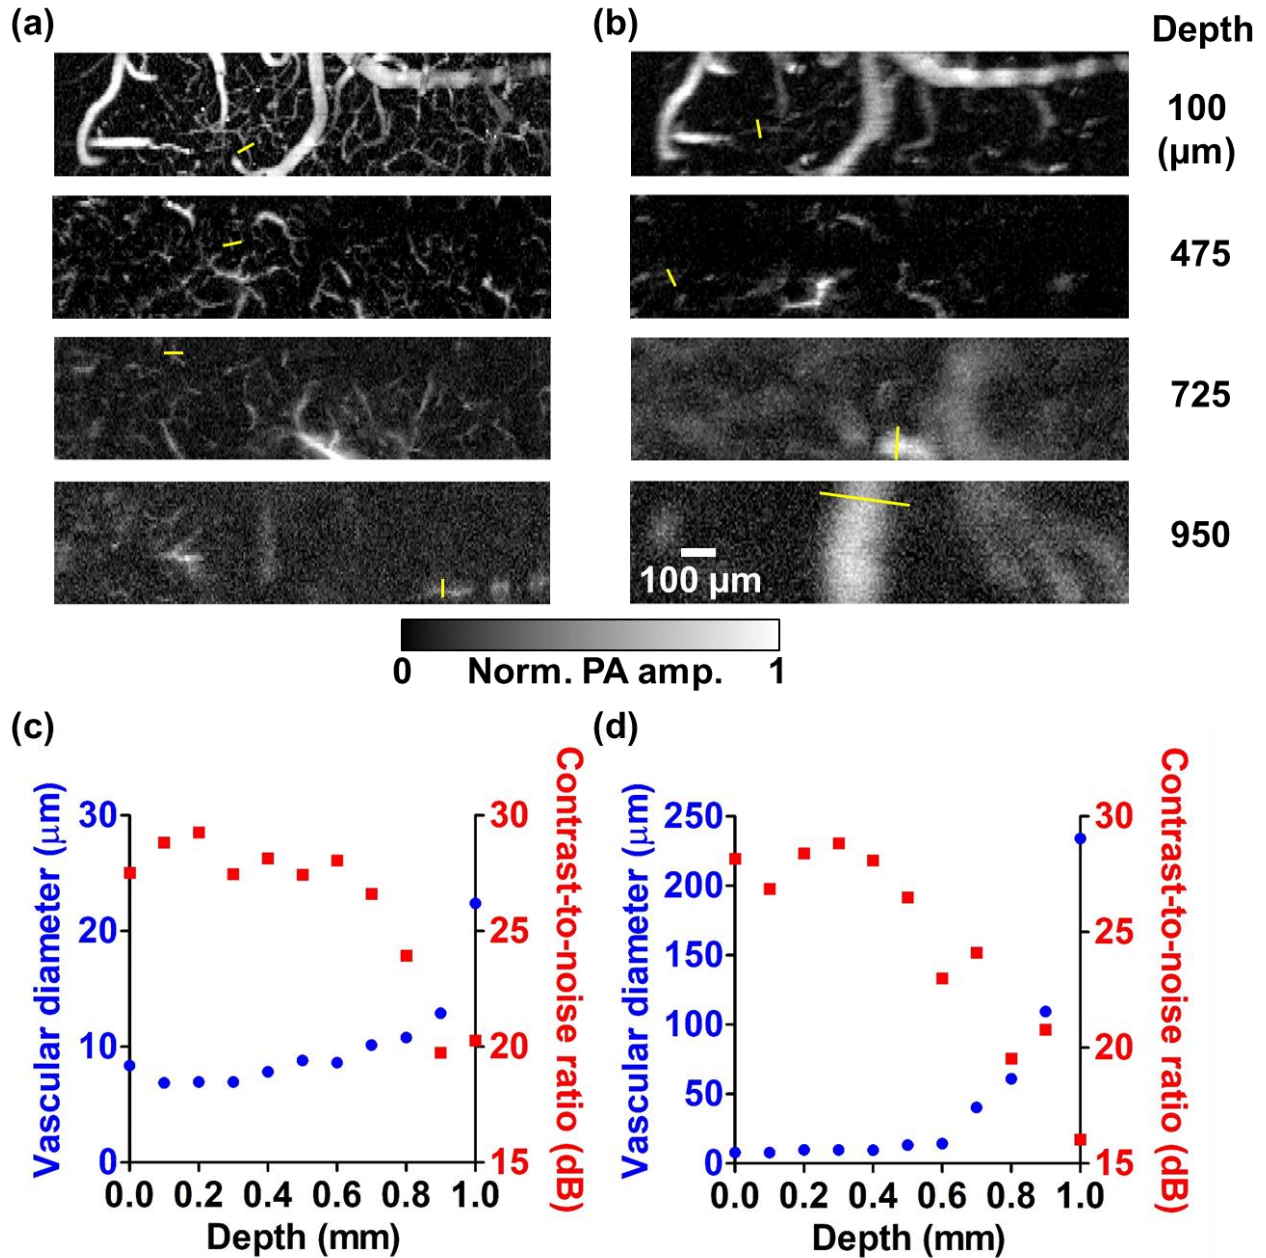 (a)
(b)
Depth
100
(µm)
475
725
950
100 µm
0 Norm. PA amp. 1
(c)
(d)
Vascular diameter (µm)
30
20
10
0
Contrast-to-noise ratio (dB)
30
25
20
15
0.0 0.2 0.4 0.6 0.8 1.0
Depth (mm)
Vascular diameter (µm)
250
200
150
100
50
0
Contrast-to-noise ratio (dB)
30
25
20
15
0.0 0.2 0.4 0.6 0.8 1.0
Depth (mm)